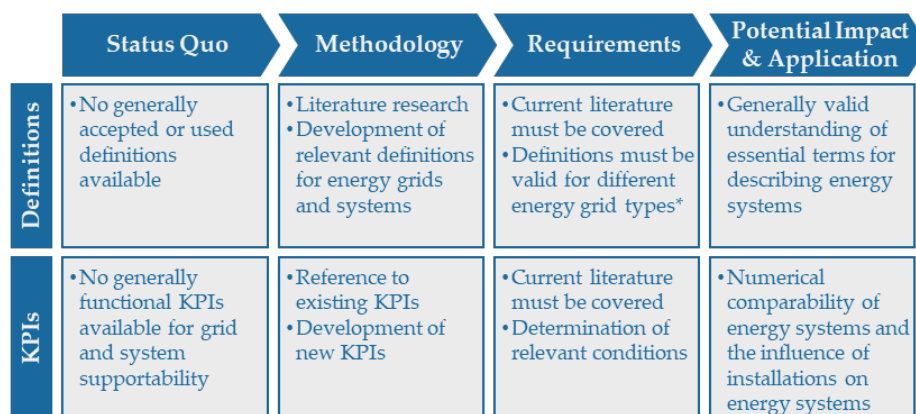 Status Quo
Methodology
Requirements
Potential Impact
& Application
Definitions
• No generally
accepted or used
definitions
available
• Literature research
• Development of
relevant definitions
for energy grids
and systems
• Current literature
must be covered
• Definitions must be
valid for different
energy grid types*
• Generally valid
understanding of
essential terms for
describing energy
systems
KPIs
• No generally
functional KPIs
available for grid
and system
supportability
• Reference to
existing KPIs
• Development of
new KPIs
• Current literature
must be covered
• Determination of
relevant conditions
• Numerical
comparability of
energy systems and
the influence of
installations on
energy systems